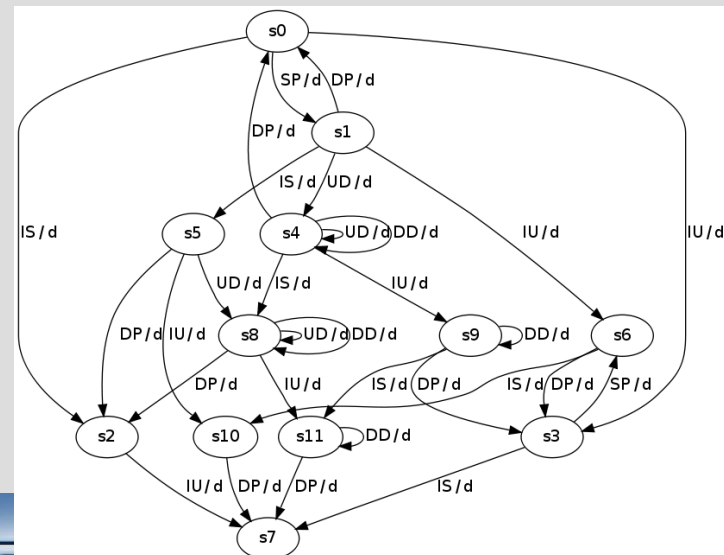 s0
SP/d DP/d
DP/d
s1
IS/d UD/d
IS/d
s5
s4
UD/d DD/d
IU/d
IU/d
UD/d IS/d
IU/d
DP/d IU/d
s8
UD/d DD/d
s9
DD/d
s6
DP/d
IU/d
IS/d DP/d
IS/d DP/d SP/d
s2
s10
s11
DD/d
s3
IU/d DP/d DP/d
IS/d
s7